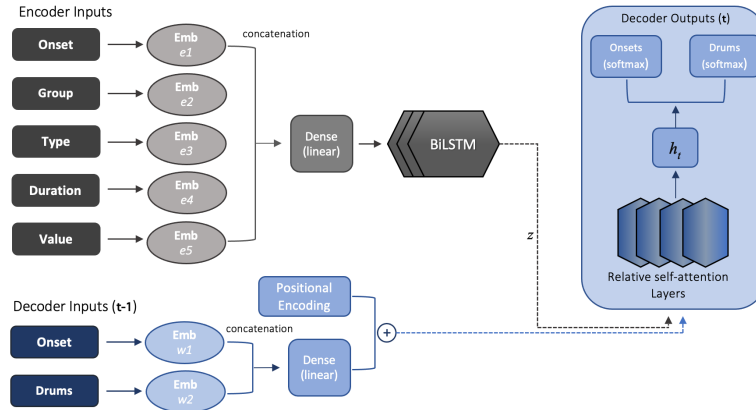 Encoder Inputs
Onset
Emb
e1
concatenation
Group
Emb
e2
Type
Emb
e3
Duration
Emb
e4
Value
Emb
e5
Dense
(linear)
BiLSTM
z
Decoder Inputs (t-1)
Onset
Emb
w1
concatenation
Drums
Emb
w2
Dense
(linear)
Positional
Encoding
+
Decoder Outputs (t)
Onsets
(softmax)
Drums
(softmax)
ht
Relative self-attention
Layers